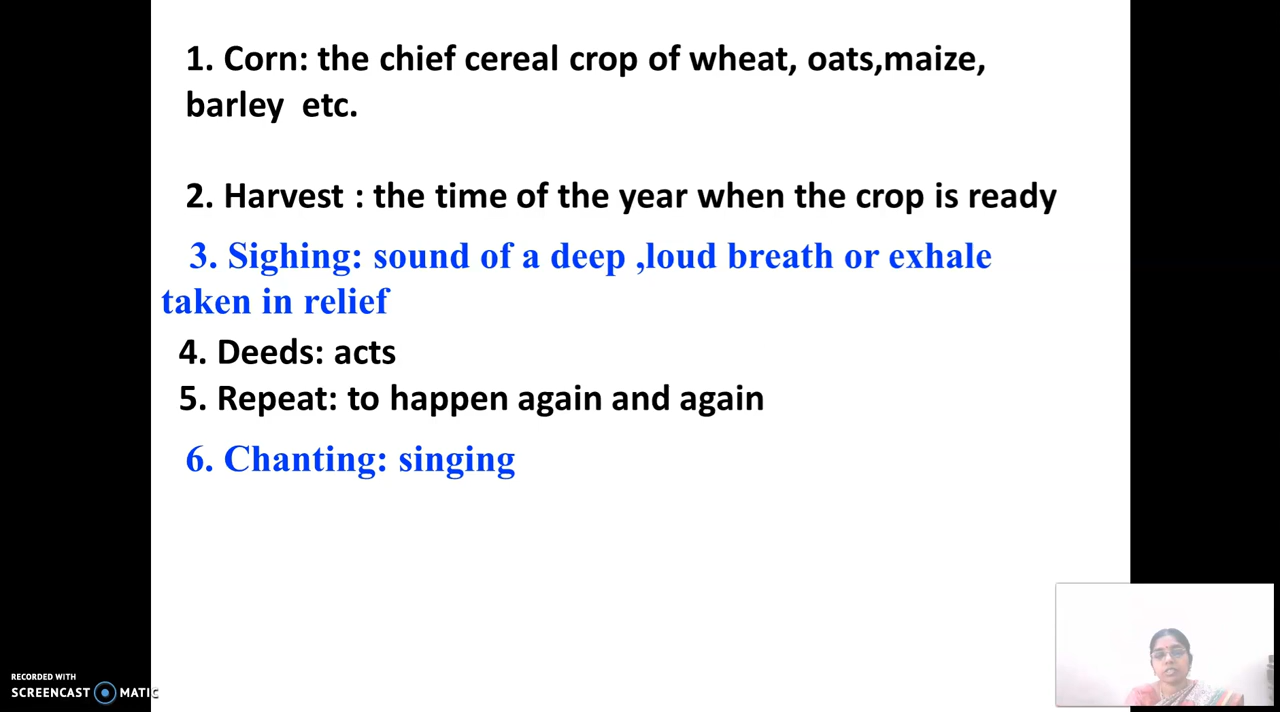 1. Corn: the chief cereal crop of wheat, oats,maize,
barley  etc.
2. Harvest : the time of the year when the crop is ready
3. Sighing: sound of a deep ,loud breath or exhale
taken in relief
4. Deeds: acts
5. Repeat: to happen again and again
6. Chanting: singing
RECORDED WITH
SCREENCAST MATIC